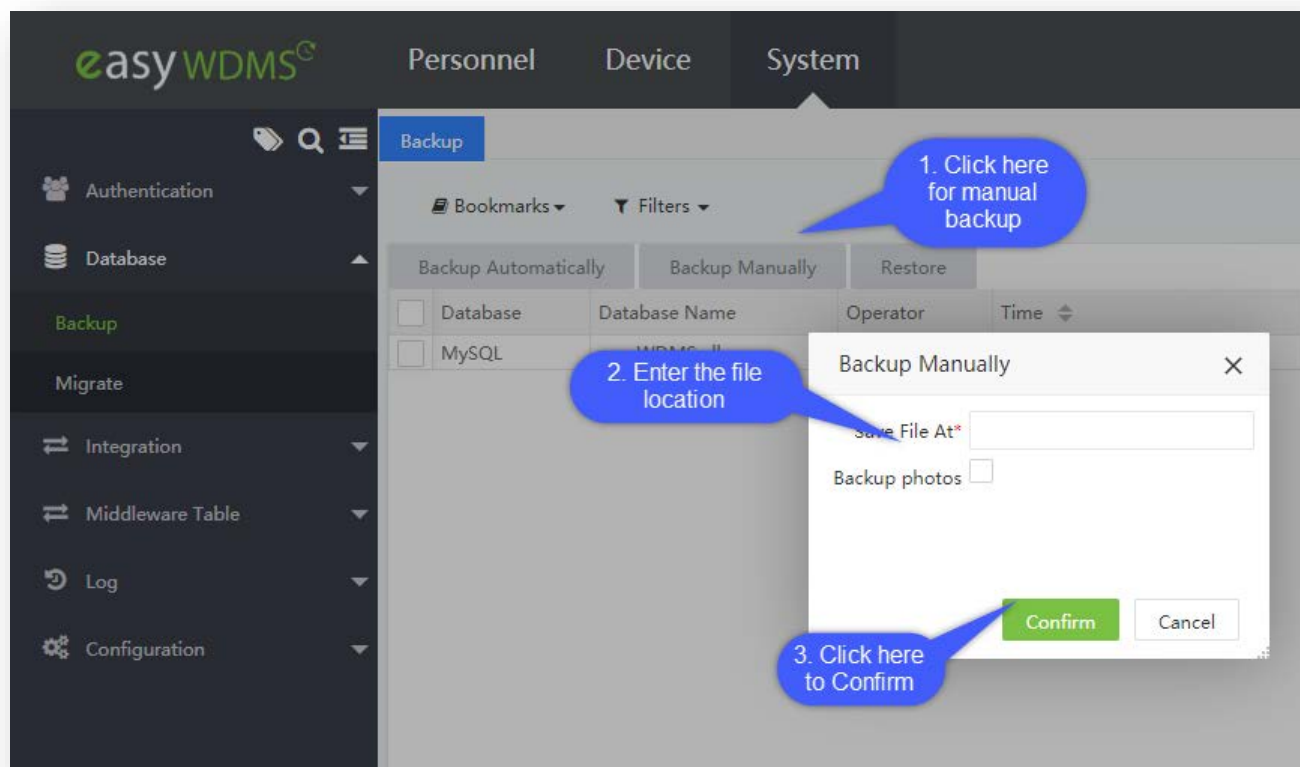 easy WDMS
Personnel Device System
Backup
Authentication
1. Click here
for manual
backup
Bookmarks Filters
Database
Backup Automatically Backup Manually Restore
Database Database Name Operator Time
Backup
MySQL
Backup Manually
2. Enter the file
location
Migrate
Save File At*
Integration
Backup photos
Middleware Table
Log
Confirm Cancel
Configuration
3. Click here
to Confirm